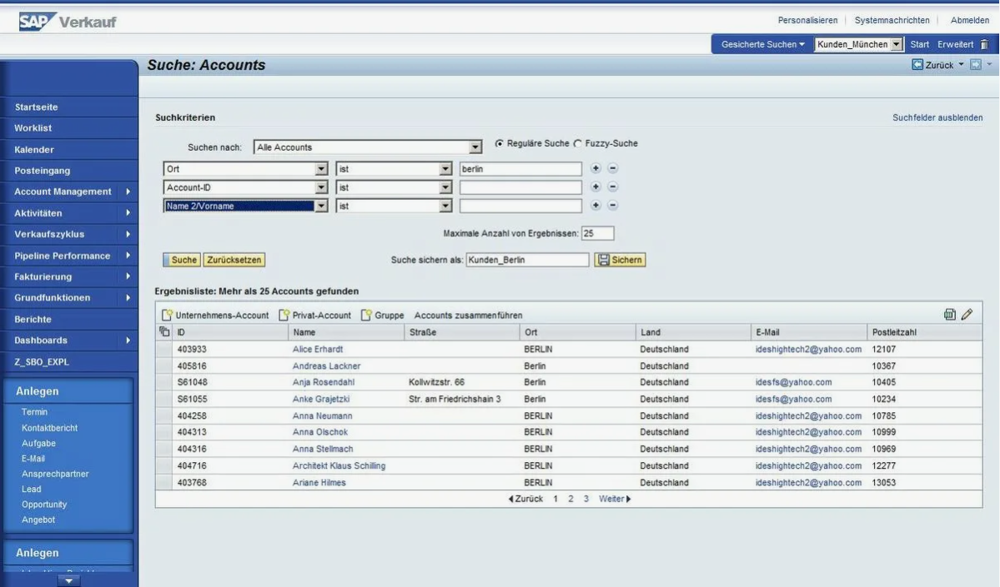 SAP Verkauf
Personalisieren Systemnachrichten Abmelden
Gesicherte Suchen Kunden_München Start Erweitert
Suche: Accounts Zurück
Startseite
Worklist
Kalender
Posteingang
Account Management
Aktivitäten
Verkaufszyklus
Pipeline Performance
Fakturierung
Grundfunktionen
Berichte
Dashboards
Z_SBO_EXPL
Anlegen
Termin
Kontaktbericht
Aufgabe
E-Mail
Ansprechpartner
Lead
Opportunity
Angebot
Anlegen
Suchkriterien Suchfelder ausblenden
Suchen nach: Alle Accounts Reguläre Suche Fuzzy-Suche
Ort ist berlin
Account-ID ist
Name 2/Vorname ist
Maximale Anzahl von Ergebnissen: 25
Suche Zurücksetzen Suche sichern als: Kunden_Berlin Sichern
Ergebnisliste: Mehr als 25 Accounts gefunden
Unternehmens-Account Privat-Account Gruppe Accounts zusammenführen
ID Name Straße Ort Land E-Mail Postleitzahl
403933 Alice Erhardt BERLIN Deutschland ideshightech2@yahoo.com 12107
405816 Andreas Lackner Berlin Deutschland 10367
S61048 Anja Rosendahl Kollwitzstr. 66 Berlin Deutschland idesfs@yahoo.com 10405
S61055 Anke Grajetzki Str. am Friedrichshain 3 Berlin Deutschland idesfs@yahoo.com 10234
404258 Anna Neumann BERLIN Deutschland ideshightech2@yahoo.com 10785
404313 Anna Olschok BERLIN Deutschland ideshightech2@yahoo.com 10999
404316 Anna Stellmach BERLIN Deutschland ideshightech2@yahoo.com 10969
404716 Architekt Klaus Schilling BERLIN Deutschland ideshightech2@yahoo.com 12277
403768 Ariane Hilmes BERLIN Deutschland ideshightech2@yahoo.com 13053
Zurück 1 2 3 Weiter